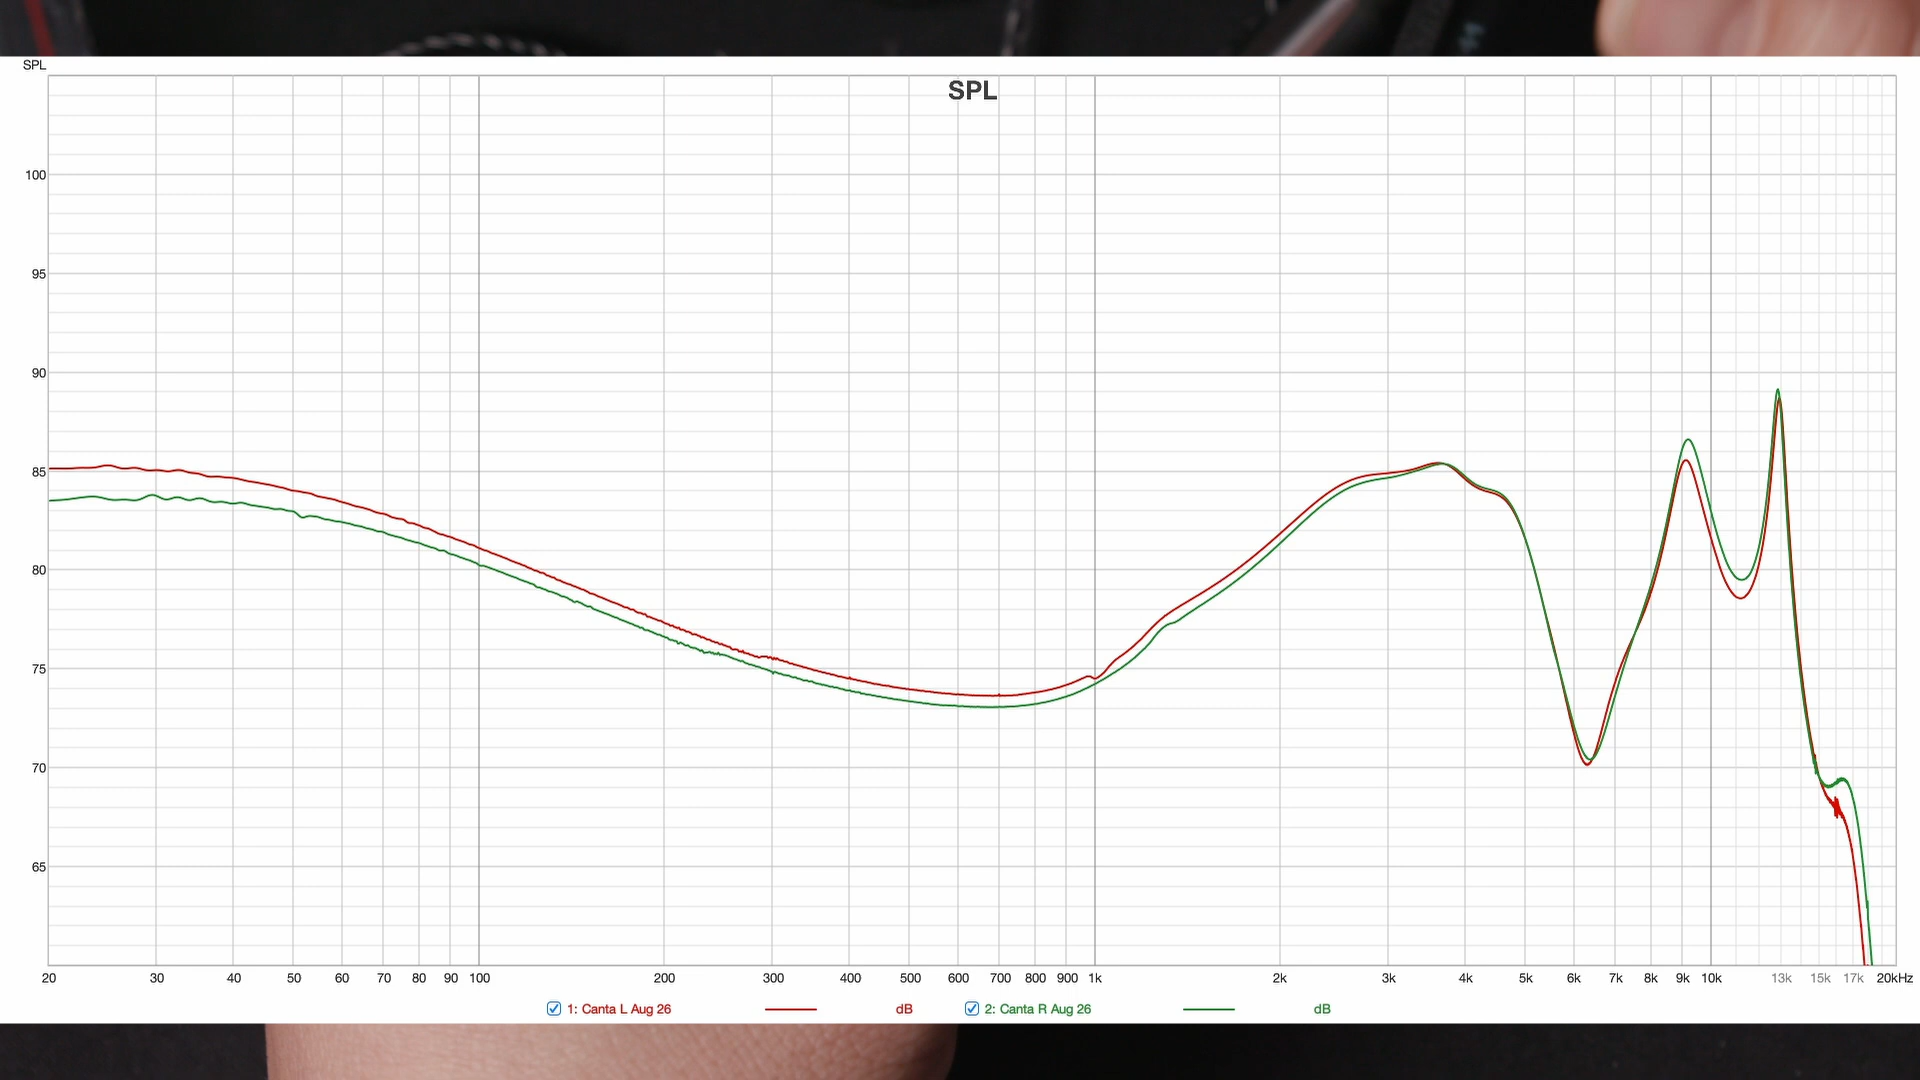 SPL
SPL
100
95
90
85
80
75
70
65
20 30 40 50 60 70 80 90 100 200 300 400 500 600 700 800 900 1k 2k 3k 4k 5k 6k 7k 8k 9k 10k 13k 15k 17k 20kHz
1: Canta L Aug 26 dB 2: Canta R Aug 26 dB